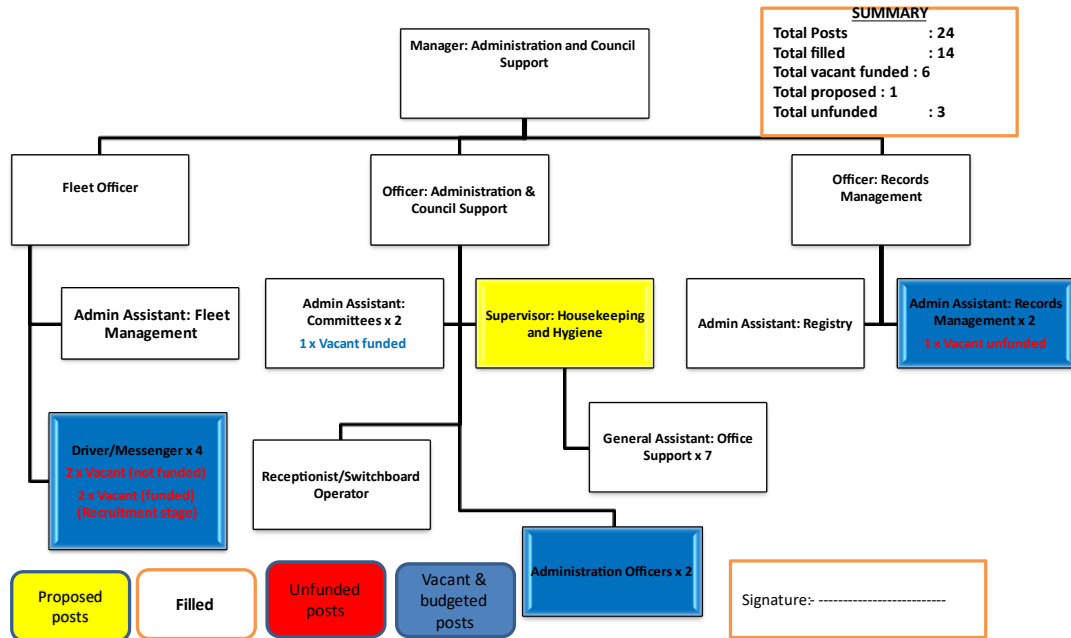 Manager: Administration and Council
Support
SUMMARY
Total Posts : 24
Total filled : 14
Total vacant funded : 6
Total proposed : 1
Total unfunded : 3
Fleet Officer
Officer: Administration &
Council Support
Officer: Records
Management
Admin Assistant: Fleet
Management
Admin Assistant:
Committees x 2
1 x Vacant funded
Supervisor: Housekeeping
and Hygiene
Admin Assistant: Registry
Admin Assistant: Records
Management x 2
1 x Vacant unfunded
Driver/Messenger x 4
2 x Vacant (not funded)
2 x Vacant (funded)
(Recruitment stage)
Receptionist/Switchboard
Operator
General Assistant: Office
Support x 7
Administration Officers x 2
Proposed
posts
Filled
Unfunded
posts
Vacant &
budgeted
posts
Signature:- --------------------------